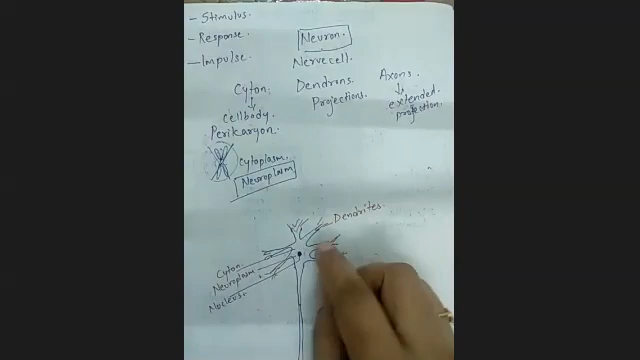 - Stimulus.
- Response.
- Impulse
Neuron.
Nervecell.
Cyton.
cellbody.
Perikaryon.
Dendrons.
Projections.
Axons.
extended
projection.
cytoplasm.
Neuroplasm
Dendrites.
Cyton
Neuroplasm
Nucleus